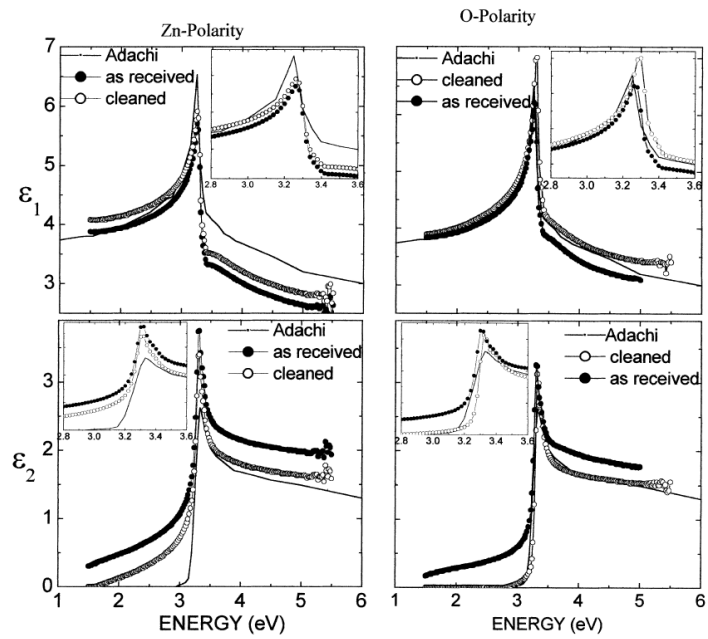 Zn-Polarity
O-Polarity
7
6
5
4
3
ε1
Adachi
as received
cleaned
2.8 3.0 3.2 3.4 3.6
Adachi
cleaned
as received
2.8 3.0 3.2 3.4 3.6
3
2
1
0
ε2
2.8 3.0 3.2 3.4 3.6
Adachi
as received
cleaned
2.8 3.0 3.2 3.4 3.6
Adachi
cleaned
as received
1 2 3 4 5 6
ENERGY (eV)
1 2 3 4 5 6
ENERGY (eV)